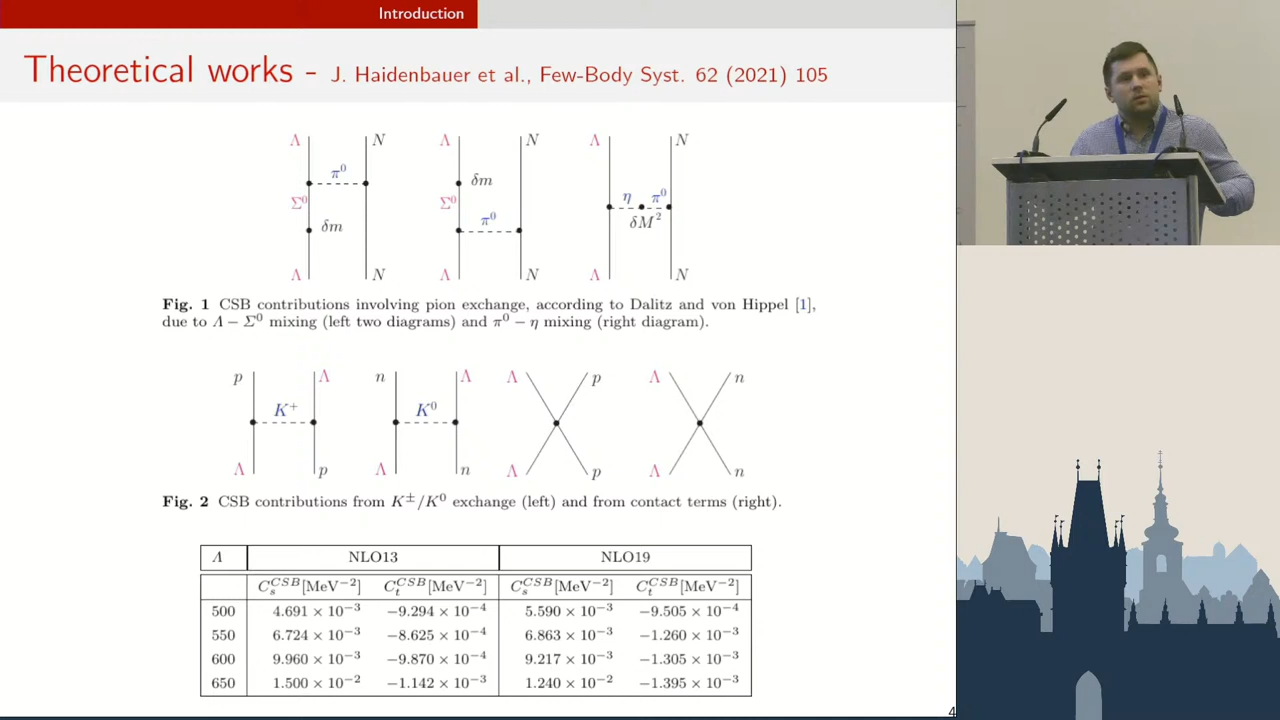 Introduction
Theoretical works - J. Haidenbauer et al., Few-Body Syst. 62 (2021) 105
Λ N Λ N Λ N
π⁰ δm
Σ⁰ Σ⁰ η π⁰
δm π⁰ δM²
Λ N Λ N Λ N
Fig. 1 CSB contributions involving pion exchange, according to Dalitz and von Hippel [1],
due to Λ − Σ⁰ mixing (left two diagrams) and π⁰ − η mixing (right diagram).
p Λ n Λ Λ p Λ n
K⁺ K⁰
Λ p Λ n Λ p Λ n
Fig. 2 CSB contributions from K±/K⁰ exchange (left) and from contact terms (right).
Λ NLO13 NLO19
C_s^{CSB}[MeV⁻²] C_t^{CSB}[MeV⁻²] C_s^{CSB}[MeV⁻²] C_t^{CSB}[MeV⁻²]
500 4.691 × 10⁻³ −9.294 × 10⁻⁴ 5.590 × 10⁻³ −9.505 × 10⁻⁴
550 6.724 × 10⁻³ −8.625 × 10⁻⁴ 6.863 × 10⁻³ −1.260 × 10⁻³
600 9.960 × 10⁻³ −9.870 × 10⁻⁴ 9.217 × 10⁻³ −1.305 × 10⁻³
650 1.500 × 10⁻² −1.142 × 10⁻³ 1.240 × 10⁻² −1.395 × 10⁻³
4